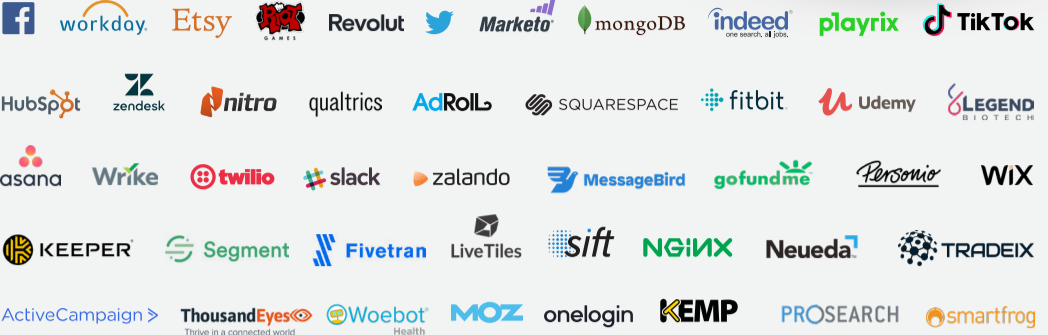 f
workday.
Etsy
RIOT
GAMES
Revolut
Marketo®
mongoDB
indeed®
one search. all jobs.
playrix
TikTok
HubSpot
zendesk
nitro
qualtrics
AdRoll
SQUARESPACE
fitbit.
Udemy
LEGEND
BIOTECH
asana
Wrike
twilio
slack
zalando
MessageBird
gofundme
Personio
WiX
KEEPER®
Segment
Fivetran
LiveTiles
sift
NGINX
Neueda™
TRADEIX
ActiveCampaign >
ThousandEyes
Thrive in a connected world
Woebot®
Health
MOZ
onelogin
KEMP
PROSEARCH
smartfrog